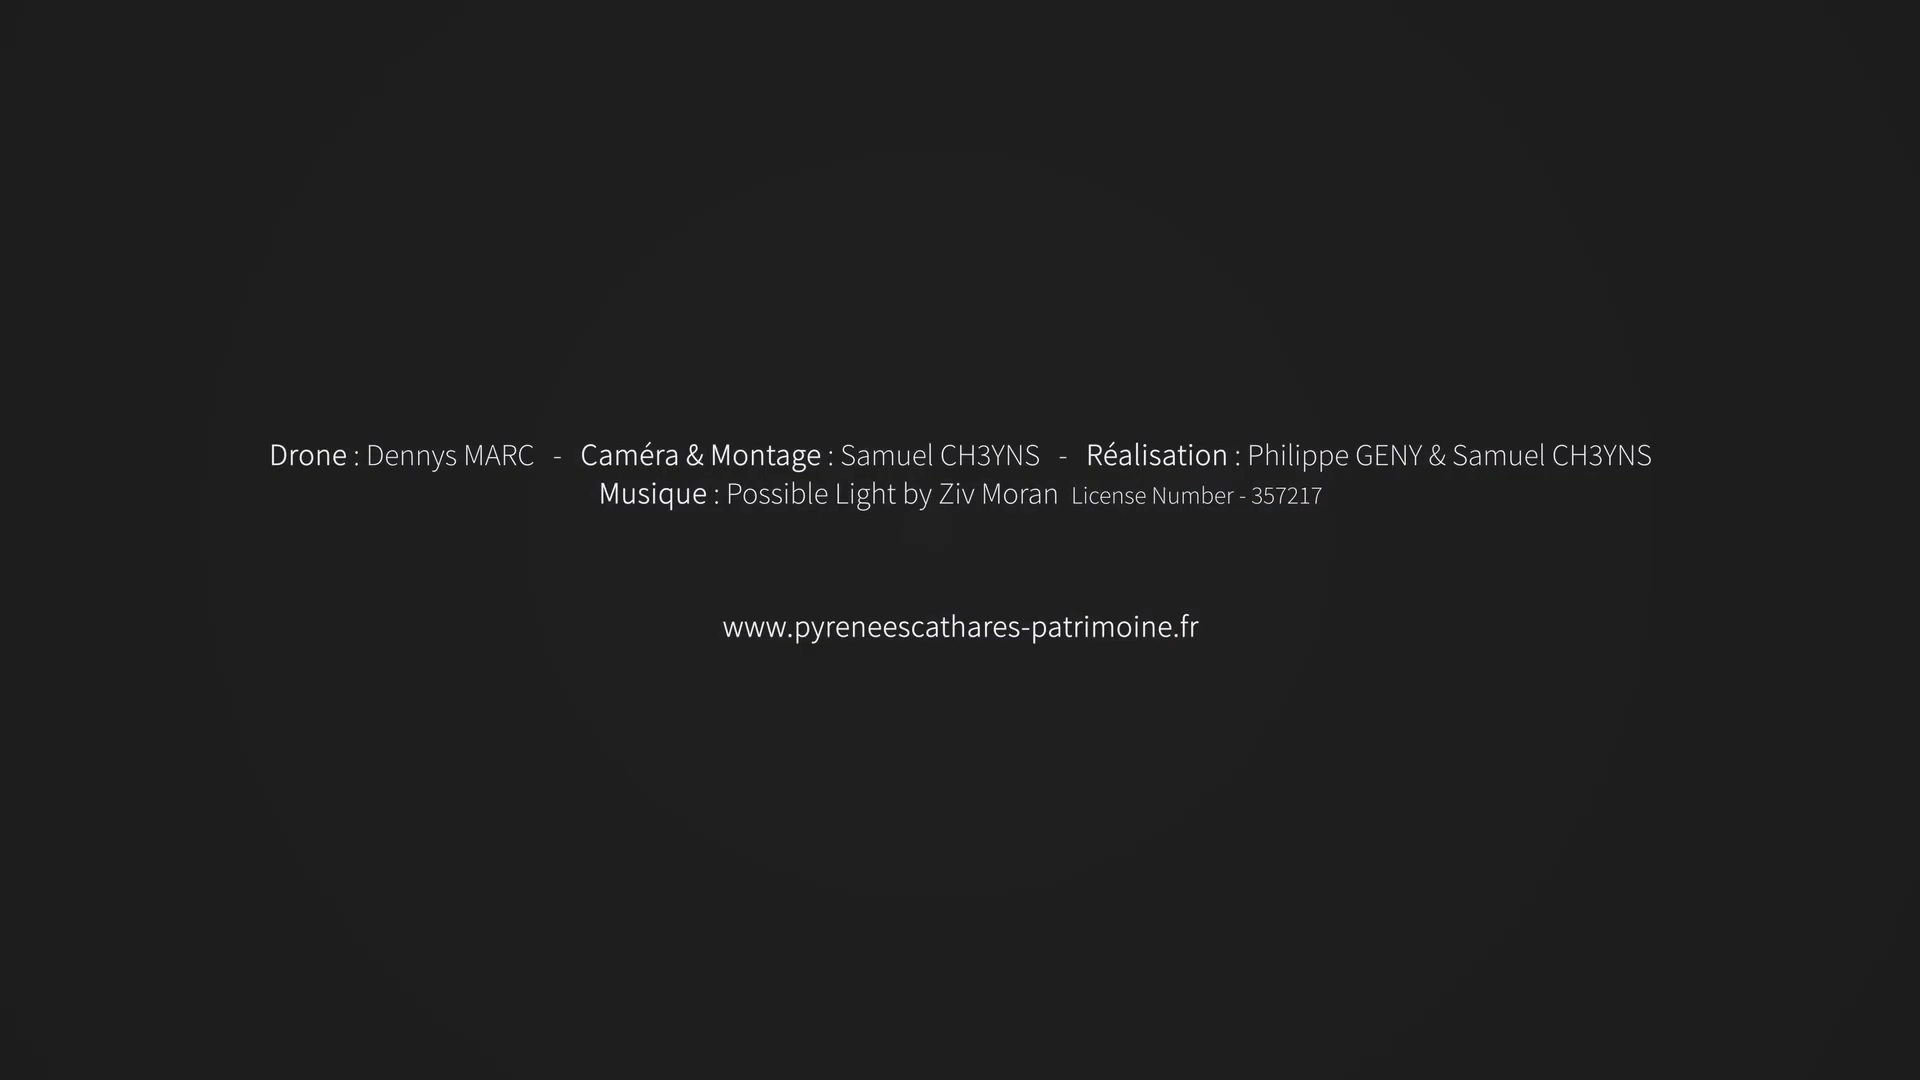 Drone : Dennys MARC - Caméra & Montage : Samuel CH3YNS - Réalisation : Philippe GENY & Samuel CH3YNS
Musique : Possible Light by Ziv Moran License Number - 357217
www.pyreneescathares-patrimoine.fr